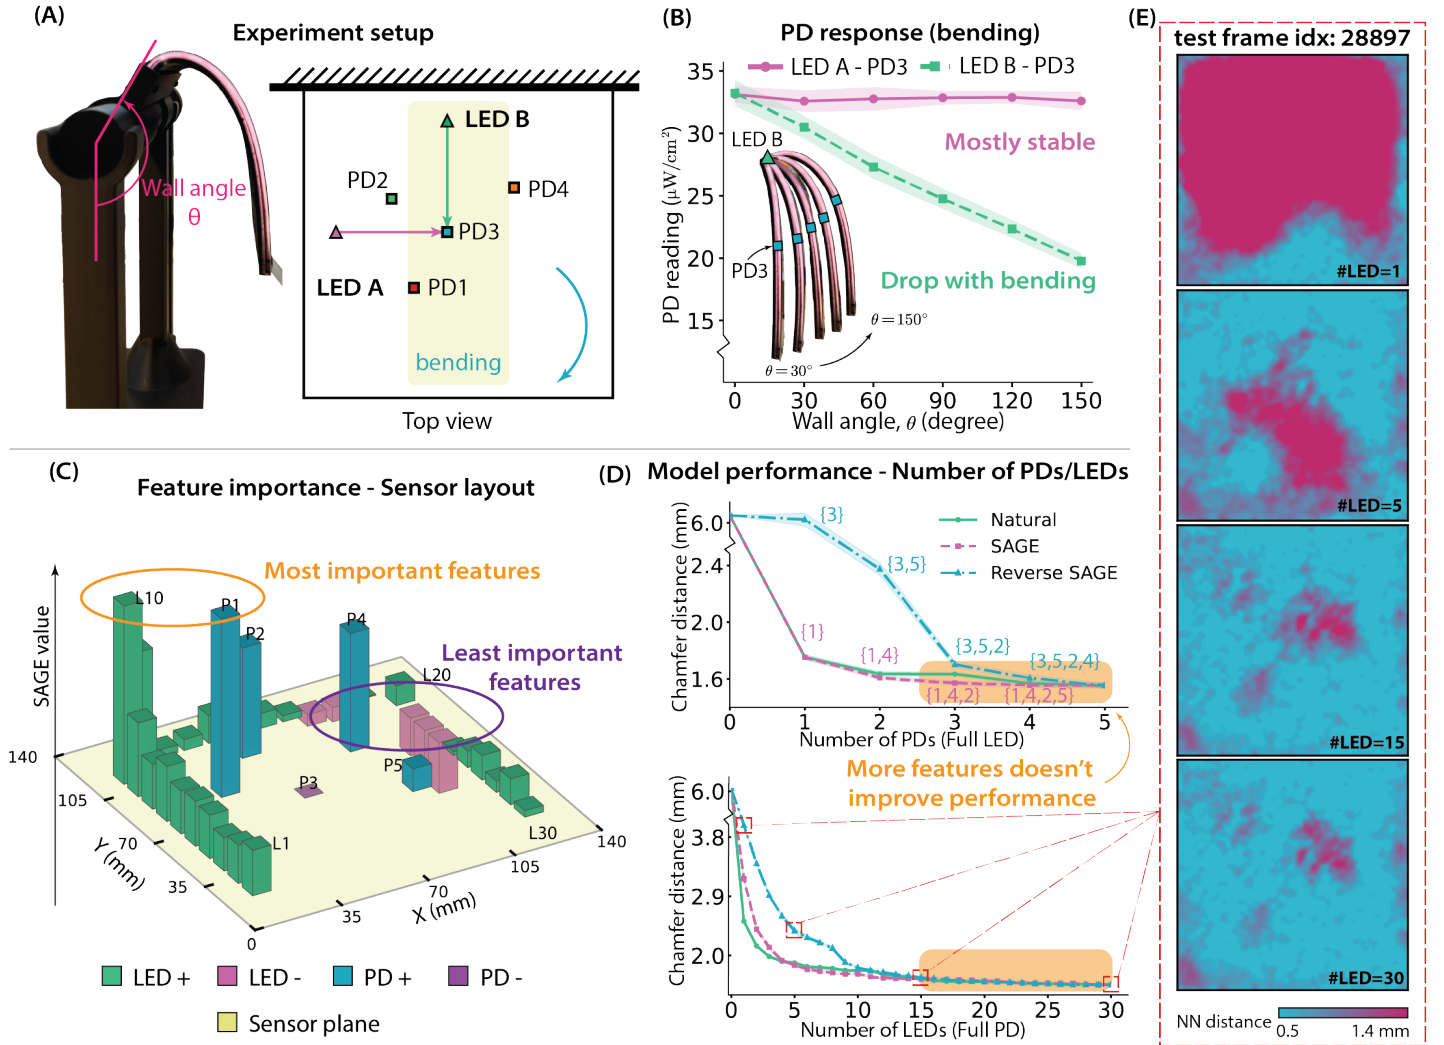 (A)
Experiment setup
Wall angle
θ
LED B
PD2
PD4
PD3
LED A
PD1
bending
Top view
(B)
PD response (bending)
LED A - PD3
LED B - PD3
35
30
25
20
15
PD reading (μW/cm²)
Mostly stable
LED B
PD3
Drop with bending
θ = 150°
θ = 30°
0 30 60 90 120 150
Wall angle, θ (degree)
(C)
Feature importance - Sensor layout
Most important features
Least important
features
SAGE value
L10
P1
P2
P4
L20
P5
P3
L1
L30
140
105
70
35
0
Y (mm)
35
70
105
140
X (mm)
LED +
LED -
PD +
PD -
Sensor plane
(D)
Model performance - Number of PDs/LEDs
Chamfer distance (mm)
6.0
2.4
2.0
1.6
Natural
SAGE
Reverse SAGE
{3}
{3,5}
{1}
{1,4}
{3,5,2}
{3,5,2,4}
{1,4,2}
{1,4,2,5}
0 1 2 3 4 5
Number of PDs (Full LED)
More features doesn't
improve performance
Chamfer distance (mm)
6.0
3.8
2.9
2.0
0 5 10 15 20 25 30
Number of LEDs (Full PD)
(E)
test frame idx: 28897
#LED=1
#LED=5
#LED=15
#LED=30
NN distance
0.5
1.4 mm